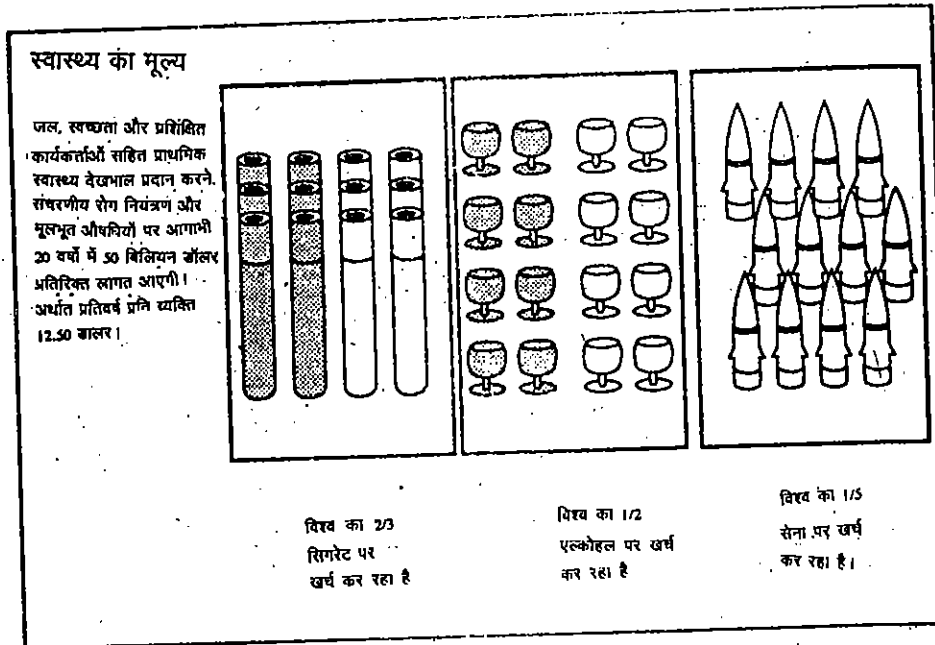 स्वास्थ्य का मूल्य
जल, स्वच्छता और प्रशिक्षित
कार्यकर्ताओं सहित प्राथमिक
स्वास्थ्य देखभाल प्रदान करने,
संचरणीय रोग नियंत्रण और
मूलभूत औषधियों पर आगाभी
20 वर्षो में 50 बिलियन डॉलर
प्रतिरिक्त लागत आएगी।
अर्थात प्रतिवर्ष प्रति व्यक्ति
12.50 डालर।
विश्व का 2/3
सिगरेट पर
खर्च कर रहा है
विश्व का 1/2
एल्कोहल पर खर्च
कर रहा है
विश्व का 1/5
सेना पर खर्च
कर रहा है।